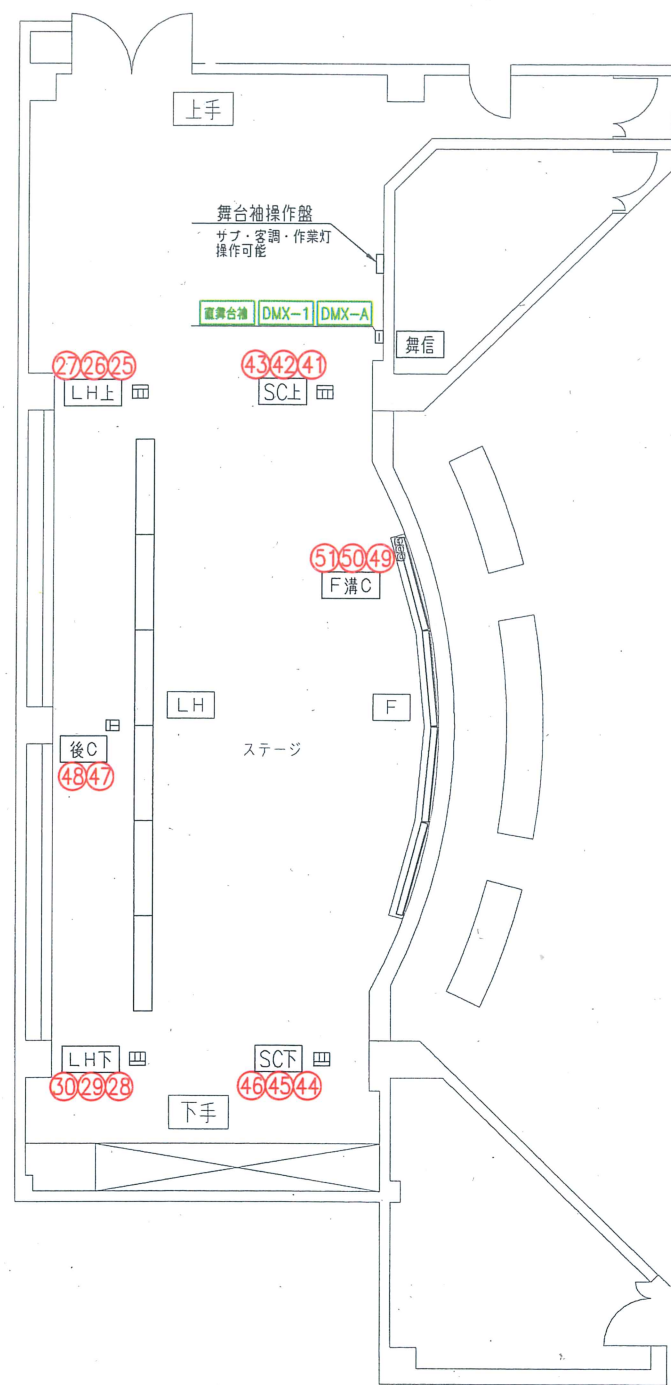 上手
舞台袖操作盤
サブ・客調・作業灯
操作可能
直舞台袖 DMX-1 DMX-A
舞信
27 26 25
LH上
43 42 41
SC上
51 50 49
F溝C
LH
F
後C
48 47
ステージ
LH下
30 29 28
SC下
46 45 44
下手